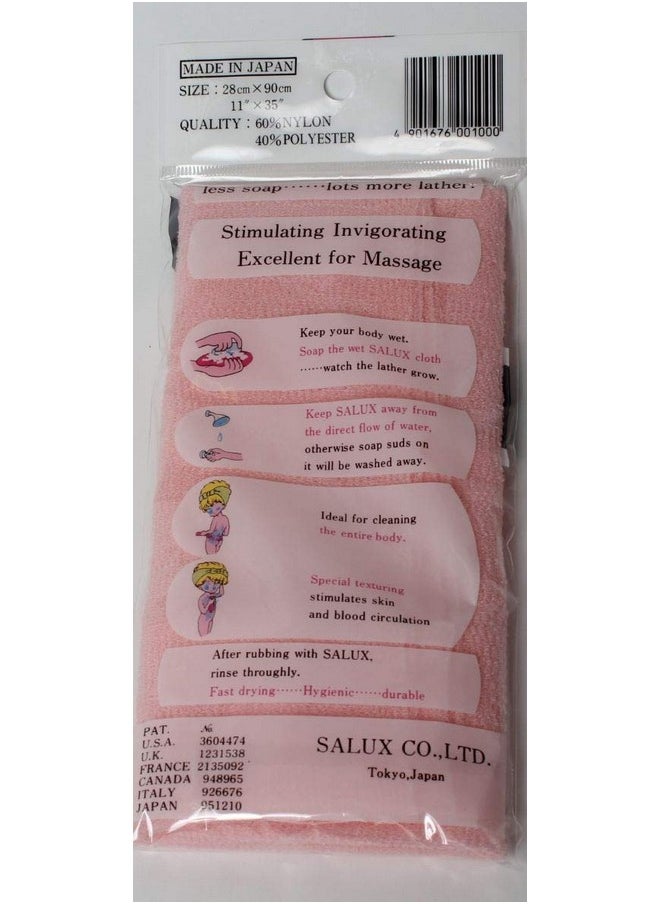 MADE IN JAPAN
SIZE : 28cm×90cm
11″×35″
QUALITY : 60%NYLON
40%POLYESTER
4 901676 001000
less soap……lots more lather!
Stimulating Invigorating
Excellent for Massage
Keep your body wet.
Soap the wet SALUX cloth
……watch the lather grow.
Keep SALUX away from
the direct flow of water,
otherwise soap suds on
it will be washed away.
Ideal for cleaning
the entire body.
Special texturing
stimulates skin
and blood circulation
After rubbing with SALUX,
rinse throughly.
Fast drying……Hygienic……durable
PAT. №
U.S.A. 3604474
U.K. 1231538
FRANCE 2135092
CANADA 948965
ITALY 926676
JAPAN 951210
SALUX CO.,LTD.
Tokyo,Japan